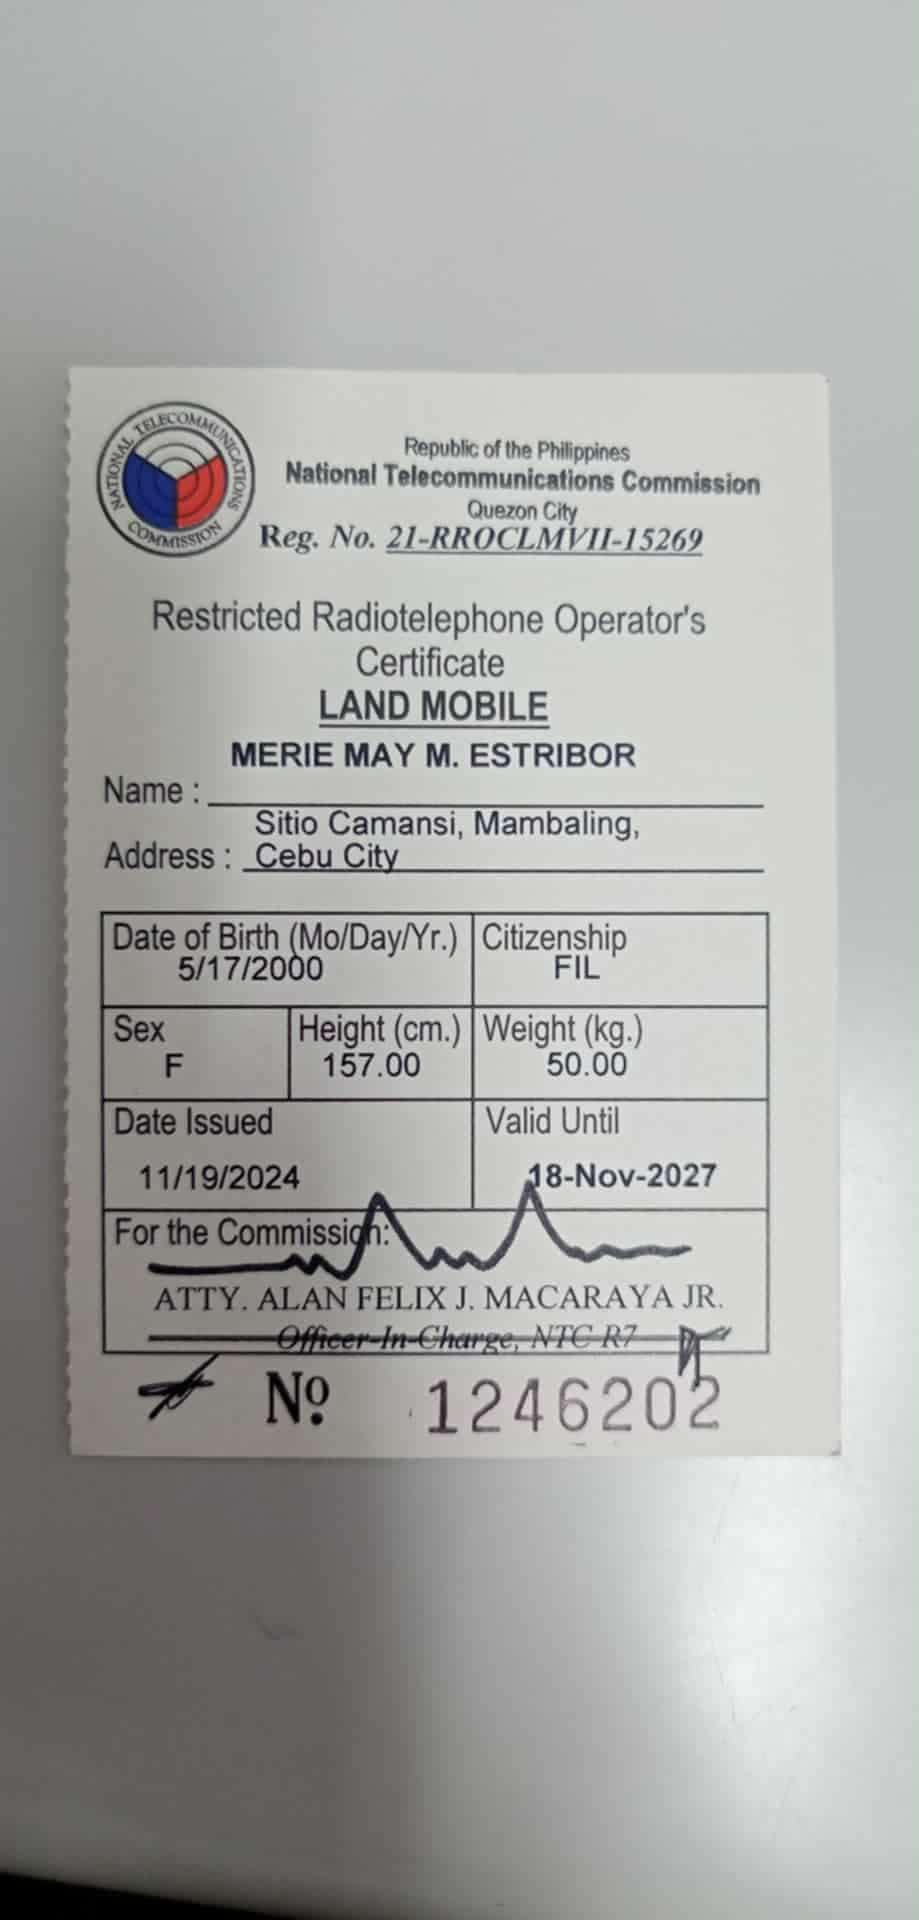 NATIONAL TELECOMMUNICATIONS COMMISSION
Republic of the Philippines
National Telecommunications Commission
Quezon City
Reg. No. 21-RROCLMVII-15269
Restricted Radiotelephone Operator's
Certificate
LAND MOBILE
MERIE MAY M. ESTRIBOR
Name :
Sitio Camansi, Mambaling,
Address : Cebu City
Date of Birth (Mo/Day/Yr.) Citizenship
5/17/2000 FIL
Sex Height (cm.) Weight (kg.)
F 157.00 50.00
Date Issued Valid Until
11/19/2024 18-Nov-2027
For the Commission:
ATTY. ALAN FELIX J. MACARAYA JR.
Officer-In-Charge, NTC R7
Nº 1246202